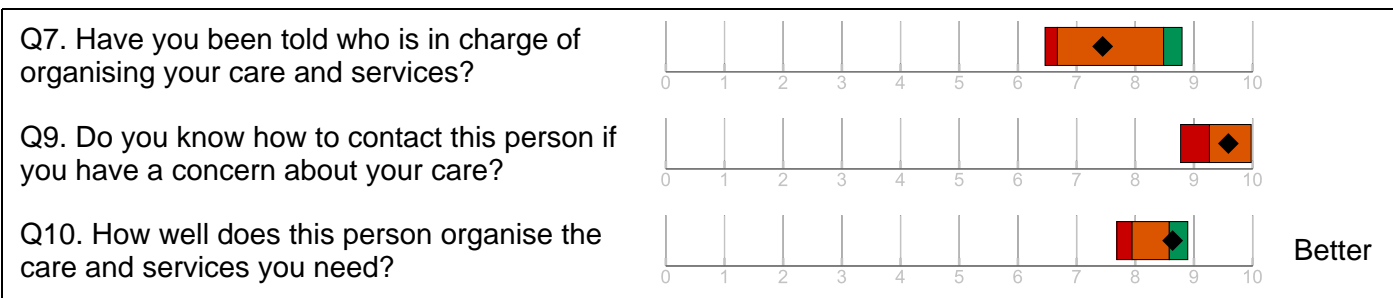 Q7. Have you been told who is in charge of
organising your care and services?
0 1 2 3 4 5 6 7 8 9 10
Q9. Do you know how to contact this person if
you have a concern about your care?
0 1 2 3 4 5 6 7 8 9 10
Q10. How well does this person organise the
care and services you need?
0 1 2 3 4 5 6 7 8 9 10
Better